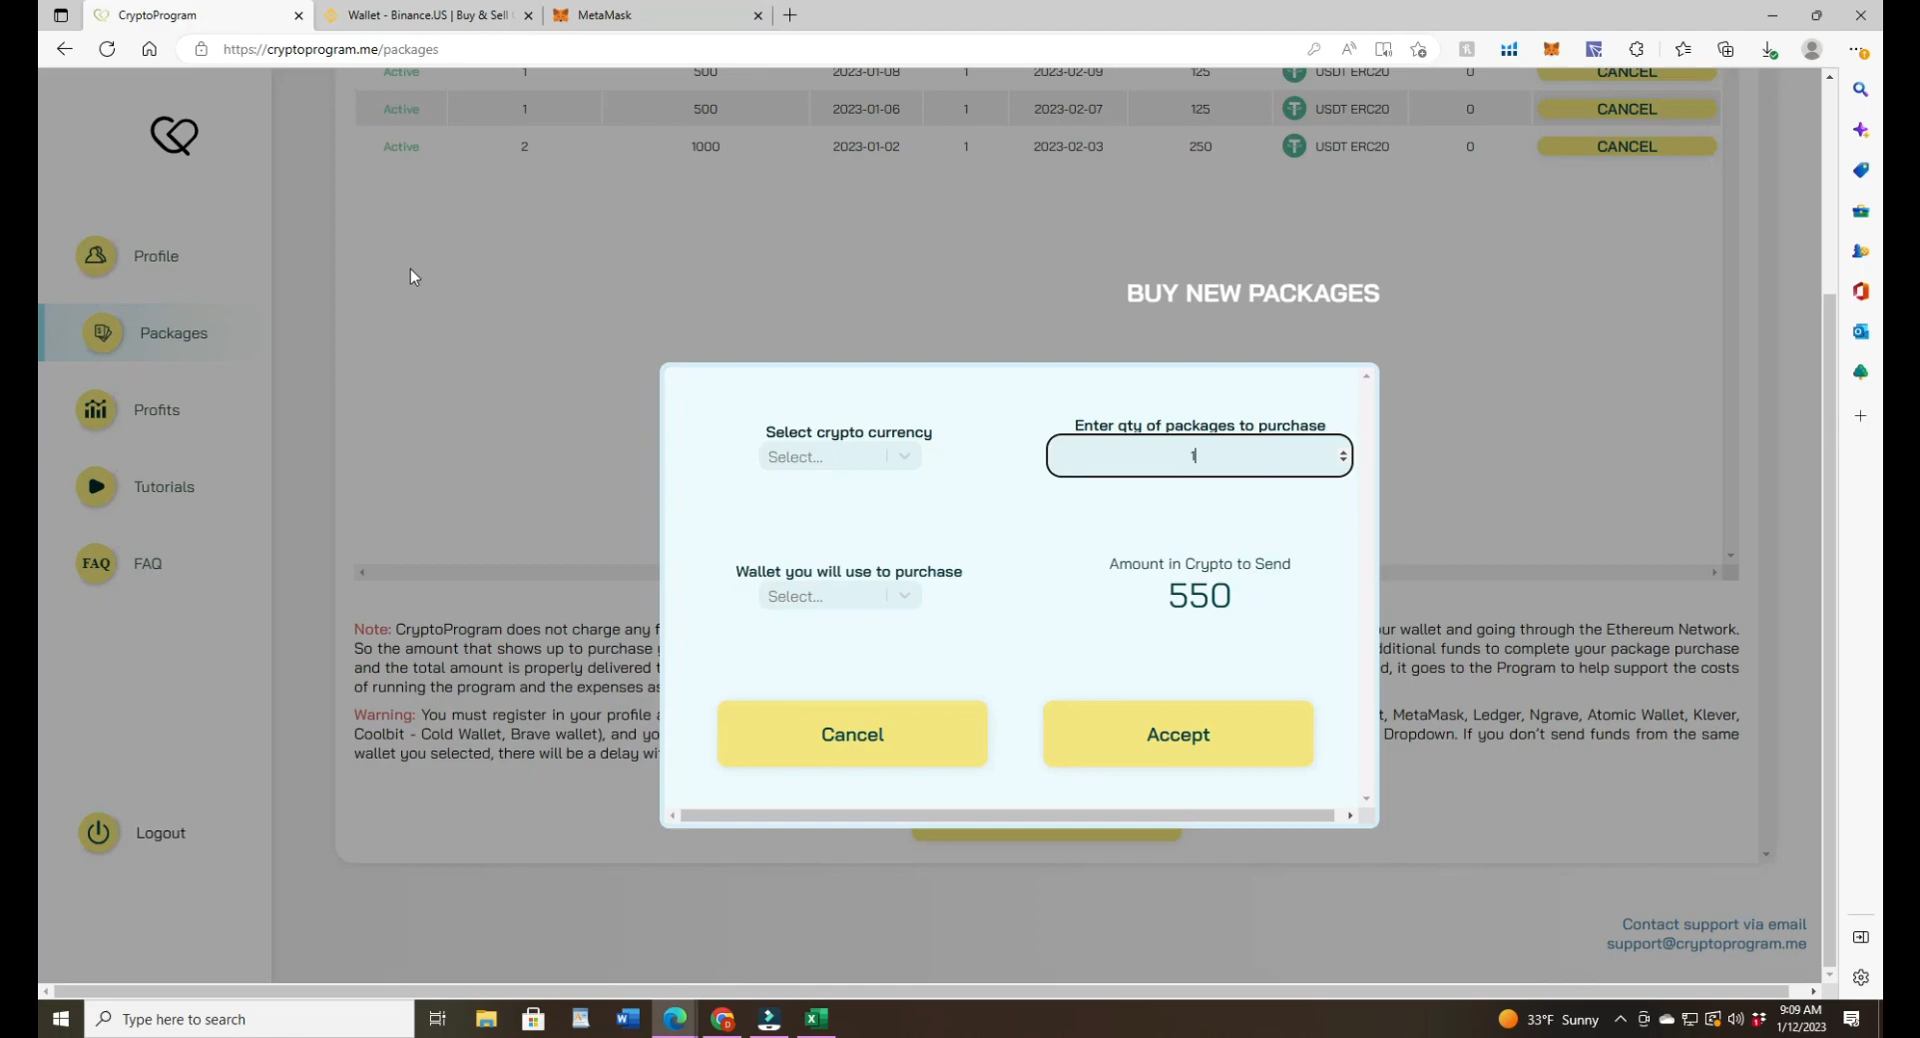 CryptoProgram
Wallet - Binance.US | Buy & Sell
MetaMask
https://cryptoprogram.me/packages
Active 1 500 2023-01-08 1 2023-02-09 125 USDT ERC20 0 CANCEL
Active 1 500 2023-01-06 1 2023-02-07 125 USDT ERC20 0 CANCEL
Active 2 1000 2023-01-02 1 2023-02-03 250 USDT ERC20 0 CANCEL
Profile
Packages
Profits
Tutorials
FAQ FAQ
Logout
BUY NEW PACKAGES
Select crypto currency
Select...
Enter qty of packages to purchase
1
Wallet you will use to purchase
Select...
Amount in Crypto to Send
550
Cancel
Accept
Note: CryptoProgram does not charge any f ur wallet and going through the Ethereum Network.
So the amount that shows up to purchase dditional funds to complete your package purchase
and the total amount is properly delivered t d, it goes to the Program to help support the costs
of running the program and the expenses as
Warning: You must register in your profile a t, MetaMask, Ledger, Ngrave, Atomic Wallet, Klever,
Coolbit - Cold Wallet, Brave wallet), and yo Dropdown. If you don't send funds from the same
wallet you selected, there will be a delay wi
Contact support via email
support@cryptoprogram.me
Type here to search
33°F Sunny
9:09 AM
1/12/2023